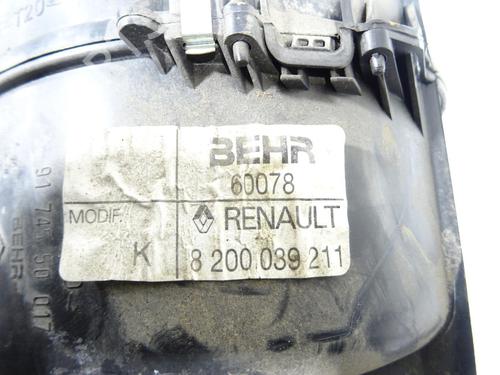 BEHR
60078
MODIF.
RENAULT
K
8 200 039 211